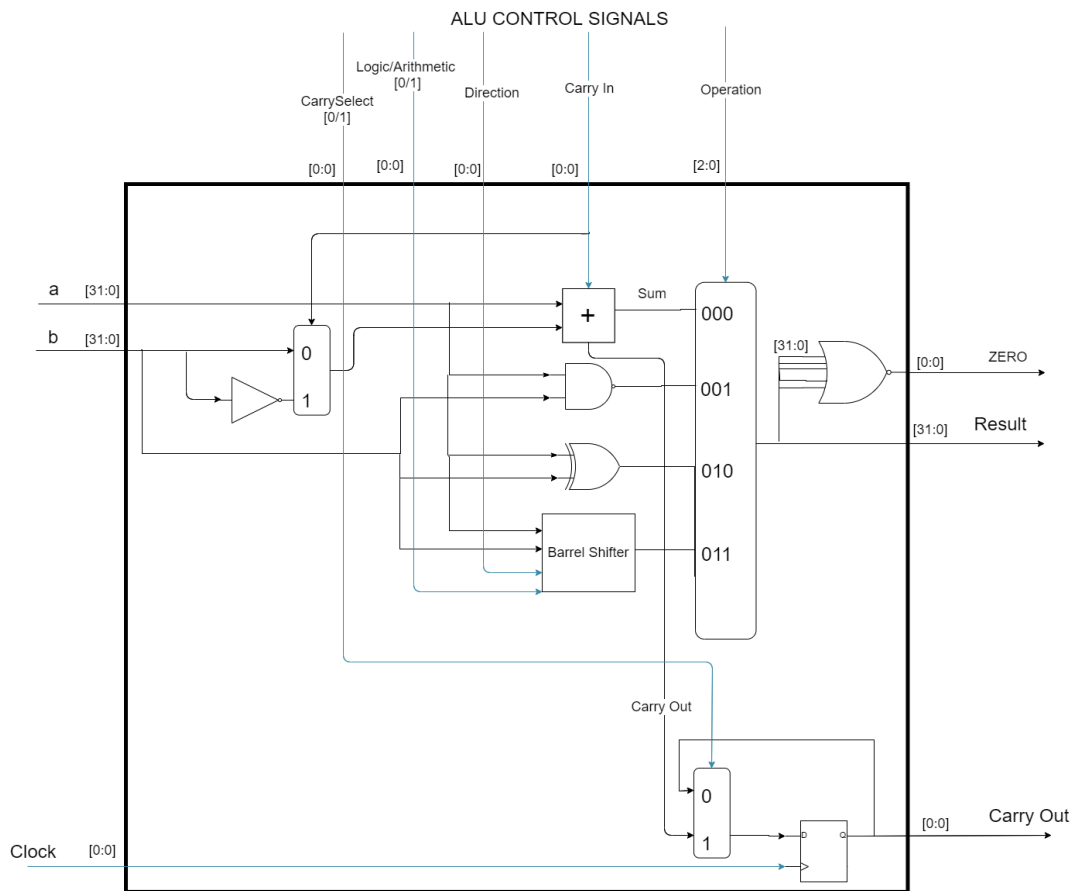 ALU CONTROL SIGNALS
Logic/Arithmetic
[0/1]
CarrySelect
[0/1]
Direction
Carry In
Operation
[0:0]
[0:0]
[0:0]
[0:0]
[2:0]
a
[31:0]
b
[31:0]
0
1
+
Sum
000
001
010
011
Barrel Shifter
[31:0]
[0:0]
ZERO
[31:0]
Result
Carry Out
0
1
D
Q
[0:0]
Carry Out
Clock
[0:0]